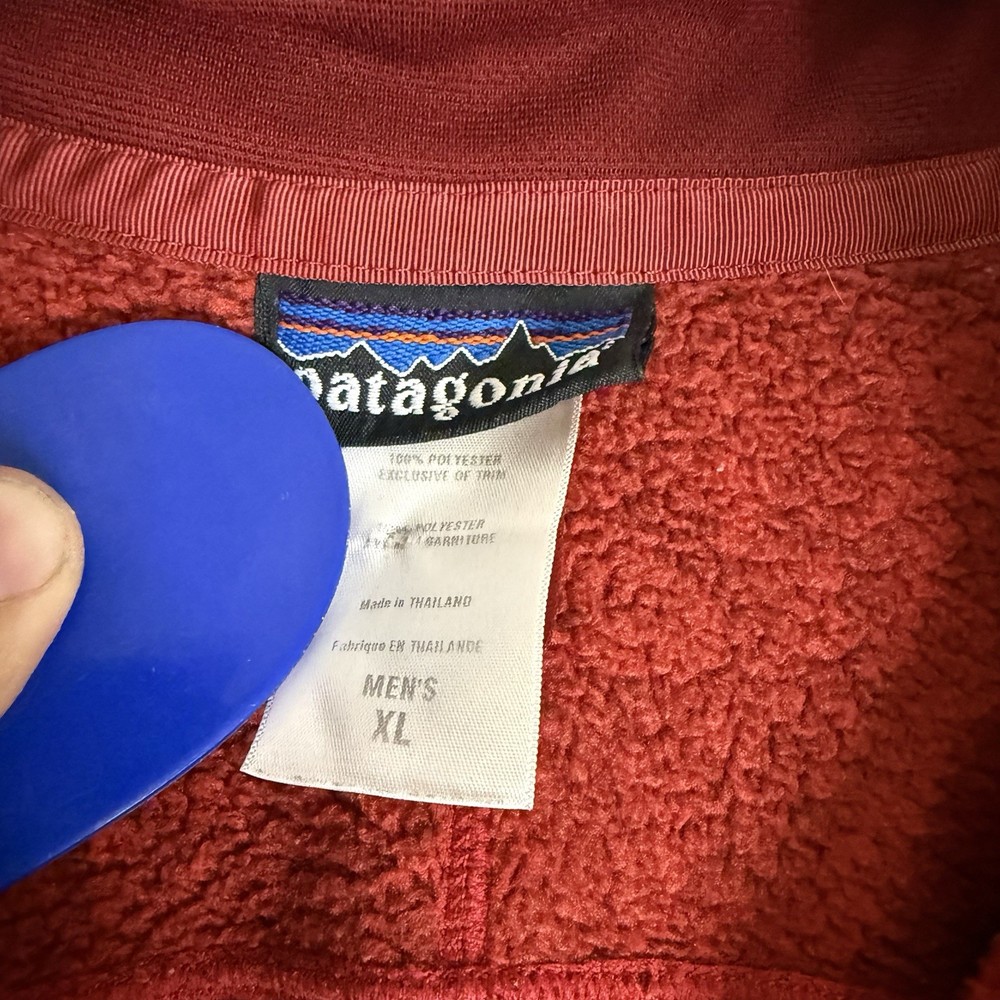 patagonia®
100% POLYESTER
EXCLUSIVE OF TRIM
POLYESTER
GARNITURE
Made in THAILAND
Fabriqué EN THAILANDE
MEN'S
XL